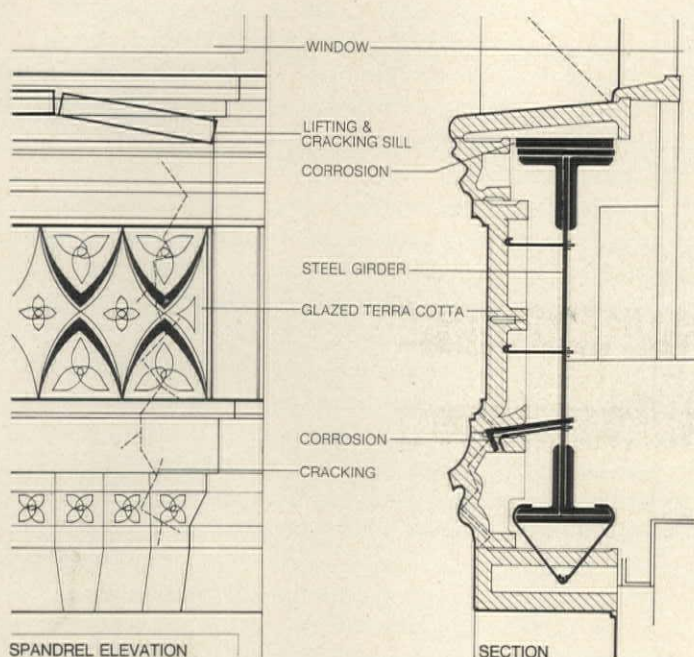 WINDOW
LIFTING &
CRACKING SILL
CORROSION
STEEL GIRDER
GLAZED TERRA COTTA
CORROSION
CRACKING
SPANDREL ELEVATION
SECTION